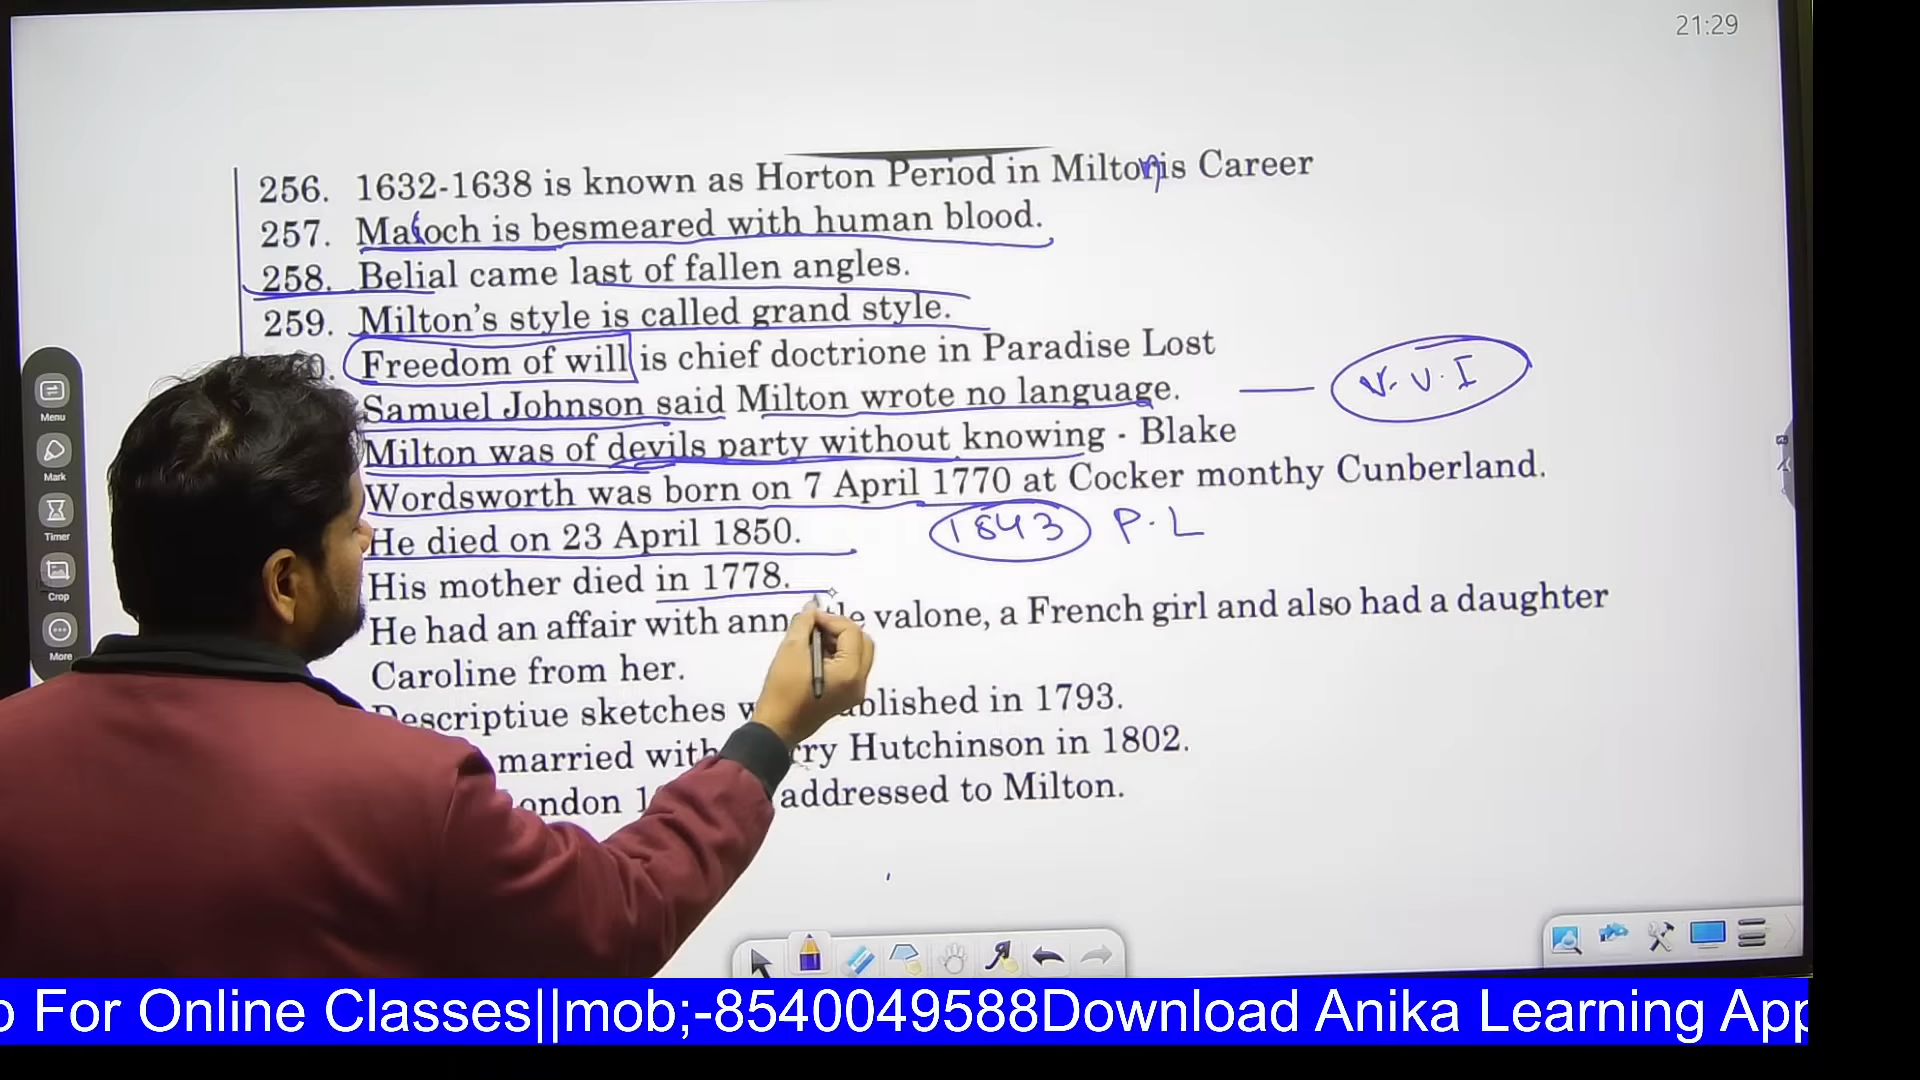 21:29
256. 1632-1638 is known as Horton Period in Miltonis Career
257. Maloch is besmeared with human blood.
258. Belial came last of fallen angles.
259. Milton's style is called grand style.
0. Freedom of will is chief doctrione in Paradise Lost
Samuel Johnson said Milton wrote no language. V. V. I
Milton was of devils party without knowing - Blake
Wordsworth was born on 7 April 1770 at Cocker monthy Cunberland.
He died on 23 April 1850. 1843 P.L
His mother died in 1778.
He had an affair with valone, a French girl and also had a daughter
Caroline from her.
sketches in 1793.
married with Hutchinson in 1802.
addressed to Milton.
Menu
Mark
Timer
Crop
More
For Online Classes||mob;-8540049588Download Anika Learning App